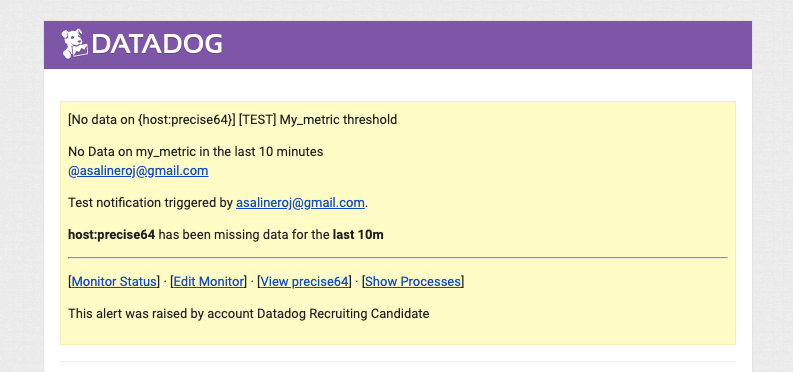 DATADOG
[No data on {host:precise64}] [TEST] My_metric threshold
No Data on my_metric in the last 10 minutes
@asalineroj@gmail.com
Test notification triggered by asalineroj@gmail.com.
host:precise64 has been missing data for the last 10m
[Monitor Status] · [Edit Monitor] · [View precise64] · [Show Processes]
This alert was raised by account Datadog Recruiting Candidate